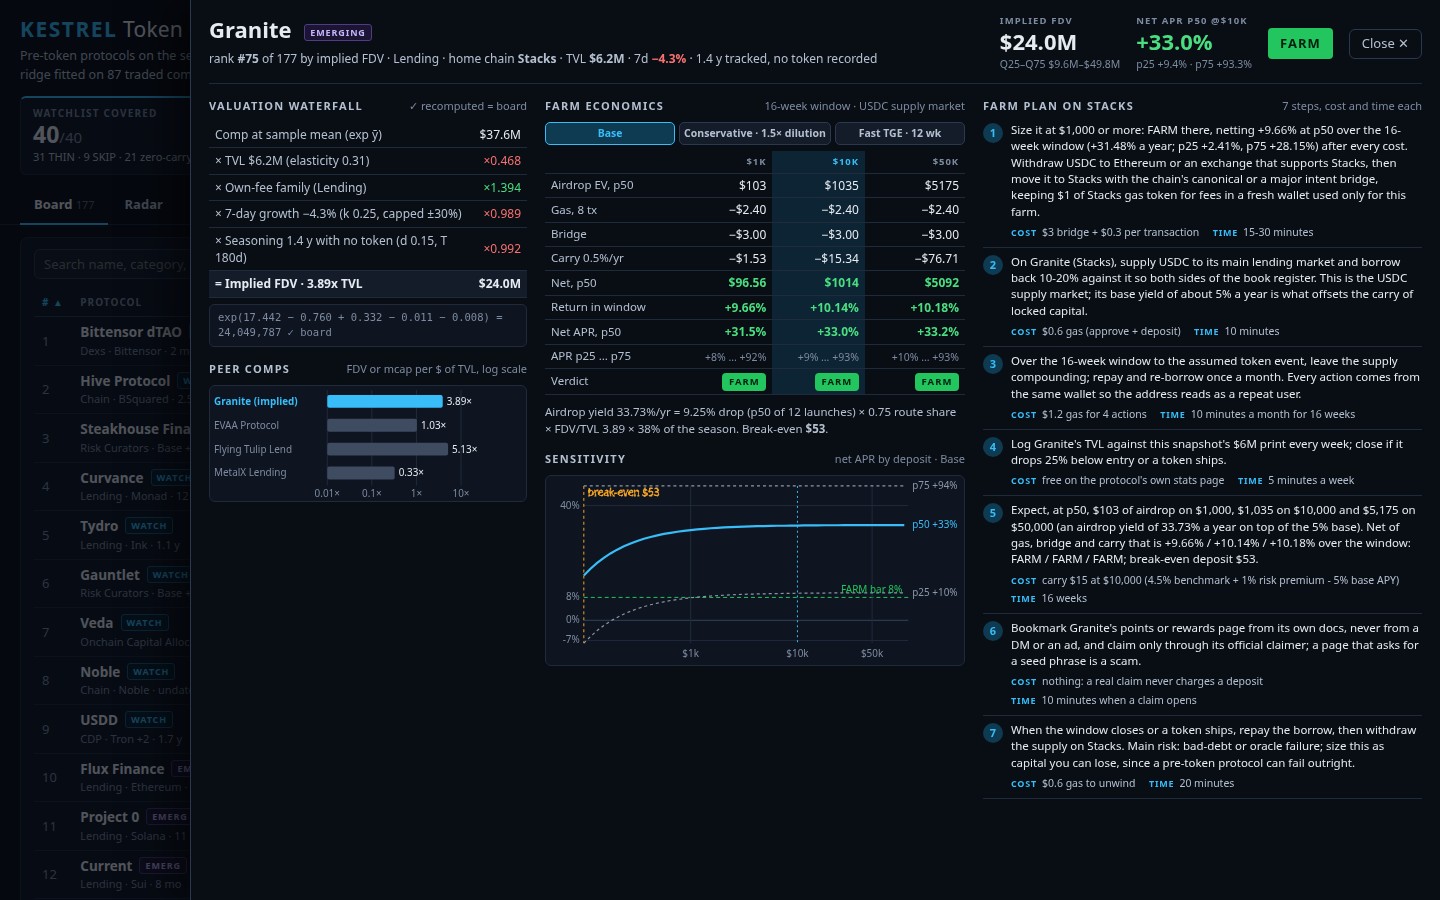 KESTREL Token
Pre-token protocols on the se
ridge fitted on 87 traded com
WATCHLIST COVERED
40/40
31 THIN · 9 SKIP · 21 zero-carry
Board 177 Radar
Search name, category,
# ▲ PROTOCOL
1 Bittensor dTAO
Dexs · Bittensor · 2 m
2 Hive Protocol
Chain · BSquared · 2.5
3 Steakhouse Fina
Risk Curators · Base +
4 Curvance WATCH
Lending · Monad · 12
5 Tydro WATCH
Lending · Ink · 1.1 y
6 Gauntlet WATCH
Risk Curators · Base +
7 Veda WATCH
Onchain Capital Alloc
8 Noble WATCH
Chain · Noble · undat
9 USDD WATCH
CDP · Tron +2 · 1.7 y
10 Flux Finance EM
Lending · Ethereum ·
11 Project 0 EMERG
Lending · Solana · 11
12 Current EMERG
Lending · Sui · 8 mo
Granite EMERGING
rank #75 of 177 by implied FDV · Lending · home chain Stacks · TVL $6.2M · 7d −4.3% · 1.4 y tracked, no token recorded
IMPLIED FDV
$24.0M
Q25–Q75 $9.6M–$49.8M
NET APR P50 @$10K
+33.0%
p25 +9.4% · p75 +93.3%
FARM
Close ✕
VALUATION WATERFALL ✓ recomputed = board
Comp at sample mean (exp ȳ) $37.6M
× TVL $6.2M (elasticity 0.31) ×0.468
× Own-fee family (Lending) ×1.394
× 7-day growth −4.3% (k 0.25, capped ±30%) ×0.989
× Seasoning 1.4 y with no token (d 0.15, T
180d) ×0.992
= Implied FDV · 3.89x TVL $24.0M
exp(17.442 − 0.760 + 0.332 − 0.011 − 0.008) =
24,049,787 ✓ board
PEER COMPS FDV or mcap per $ of TVL, log scale
Granite (implied) 3.89×
EVAA Protocol 1.03×
Flying Tulip Lend 5.13×
MetalX Lending 0.33×
0.01× 0.1× 1× 10×
FARM ECONOMICS 16-week window · USDC supply market
Base Conservative · 1.5× dilution Fast TGE · 12 wk
$1K $10K $50K
Airdrop EV, p50 $103 $1035 $5175
Gas, 8 tx −$2.40 −$2.40 −$2.40
Bridge −$3.00 −$3.00 −$3.00
Carry 0.5%/yr −$1.53 −$15.34 −$76.71
Net, p50 $96.56 $1014 $5092
Return in window +9.66% +10.14% +10.18%
Net APR, p50 +31.5% +33.0% +33.2%
APR p25 … p75 +8% … +92% +9% … +93% +10% … +93%
Verdict FARM FARM FARM
Airdrop yield 33.73%/yr = 9.25% drop (p50 of 12 launches) × 0.75 route share
× FDV/TVL 3.89 × 38% of the season. Break-even $53.
SENSITIVITY net APR by deposit · Base
break-even $53
p75 +94%
40%
p50 +33%
FARM bar 8%
p25 +10%
8%
0%
-7%
$1k $10k $50k
FARM PLAN ON STACKS 7 steps, cost and time each
1 Size it at $1,000 or more: FARM there, netting +9.66% at p50 over the 16-
week window (+31.48% a year; p25 +2.41%, p75 +28.15%) after every cost.
Withdraw USDC to Ethereum or an exchange that supports Stacks, then
move it to Stacks with the chain's canonical or a major intent bridge,
keeping $1 of Stacks gas token for fees in a fresh wallet used only for this
farm.
COST $3 bridge + $0.3 per transaction TIME 15-30 minutes
2 On Granite (Stacks), supply USDC to its main lending market and borrow
back 10-20% against it so both sides of the book register. This is the USDC
supply market; its base yield of about 5% a year is what offsets the carry of
locked capital.
COST $0.6 gas (approve + deposit) TIME 10 minutes
3 Over the 16-week window to the assumed token event, leave the supply
compounding; repay and re-borrow once a month. Every action comes from
the same wallet so the address reads as a repeat user.
COST $1.2 gas for 4 actions TIME 10 minutes a month for 16 weeks
4 Log Granite's TVL against this snapshot's $6M print every week; close if it
drops 25% below entry or a token ships.
COST free on the protocol's own stats page TIME 5 minutes a week
5 Expect, at p50, $103 of airdrop on $1,000, $1,035 on $10,000 and $5,175 on
$50,000 (an airdrop yield of 33.73% a year on top of the 5% base). Net of
gas, bridge and carry that is +9.66% / +10.14% / +10.18% over the window:
FARM / FARM / FARM; break-even deposit $53.
COST carry $15 at $10,000 (4.5% benchmark + 1% risk premium - 5% base APY)
TIME 16 weeks
6 Bookmark Granite's points or rewards page from its own docs, never from a
DM or an ad, and claim only through its official claimer; a page that asks for
a seed phrase is a scam.
COST nothing: a real claim never charges a deposit
TIME 10 minutes when a claim opens
7 When the window closes or a token ships, repay the borrow, then withdraw
the supply on Stacks. Main risk: bad-debt or oracle failure; size this as
capital you can lose, since a pre-token protocol can fail outright.
COST $0.6 gas to unwind TIME 20 minutes